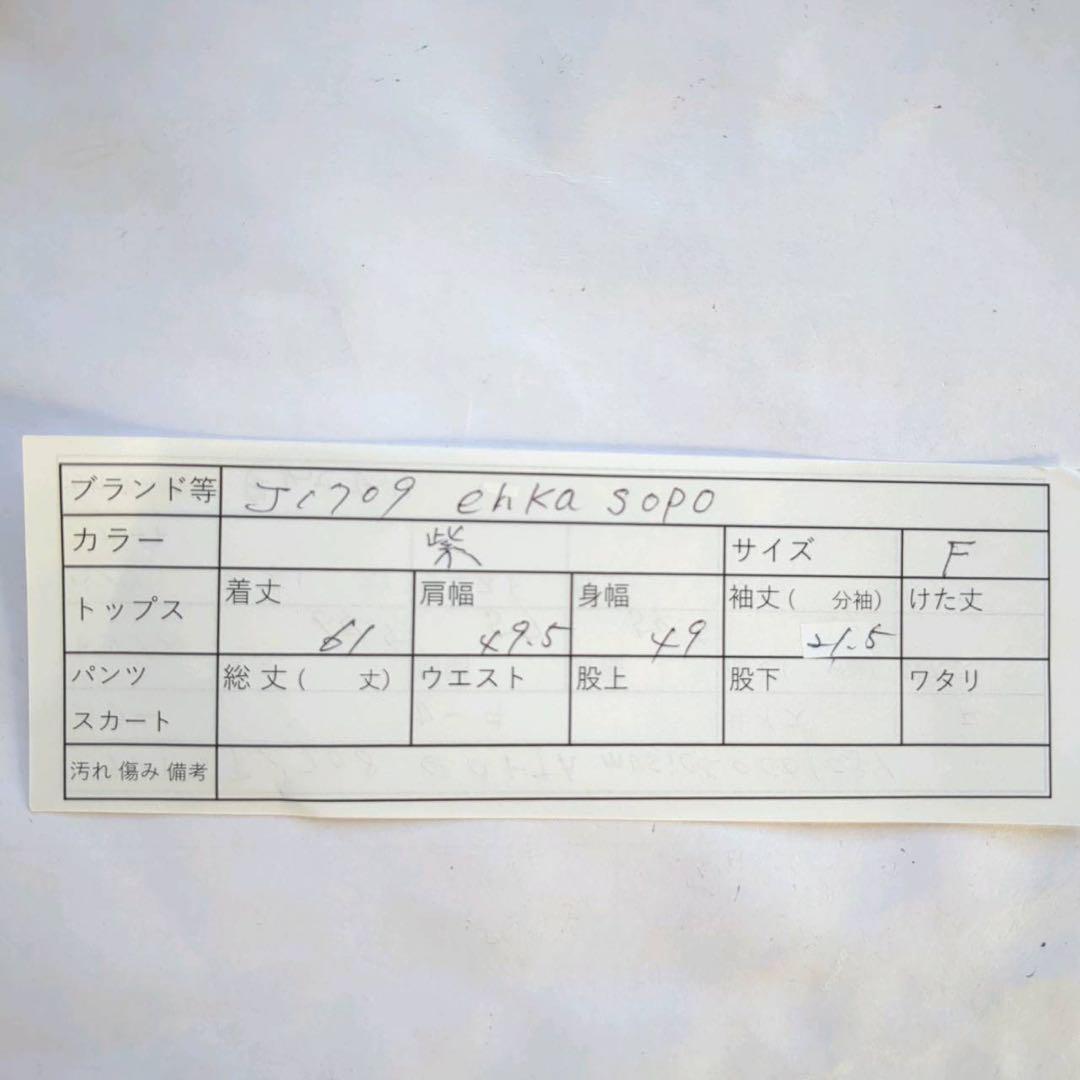 ブランド等 Jc709 ehka sopo
カラー 紫 サイズ F
トップス 着丈 61 肩幅 49.5 身幅 49 袖丈( 分袖) 21.5 けた丈
パンツ スカート 総丈( 丈) ウエスト 股上 股下 ワタリ
汚れ 傷み 備考